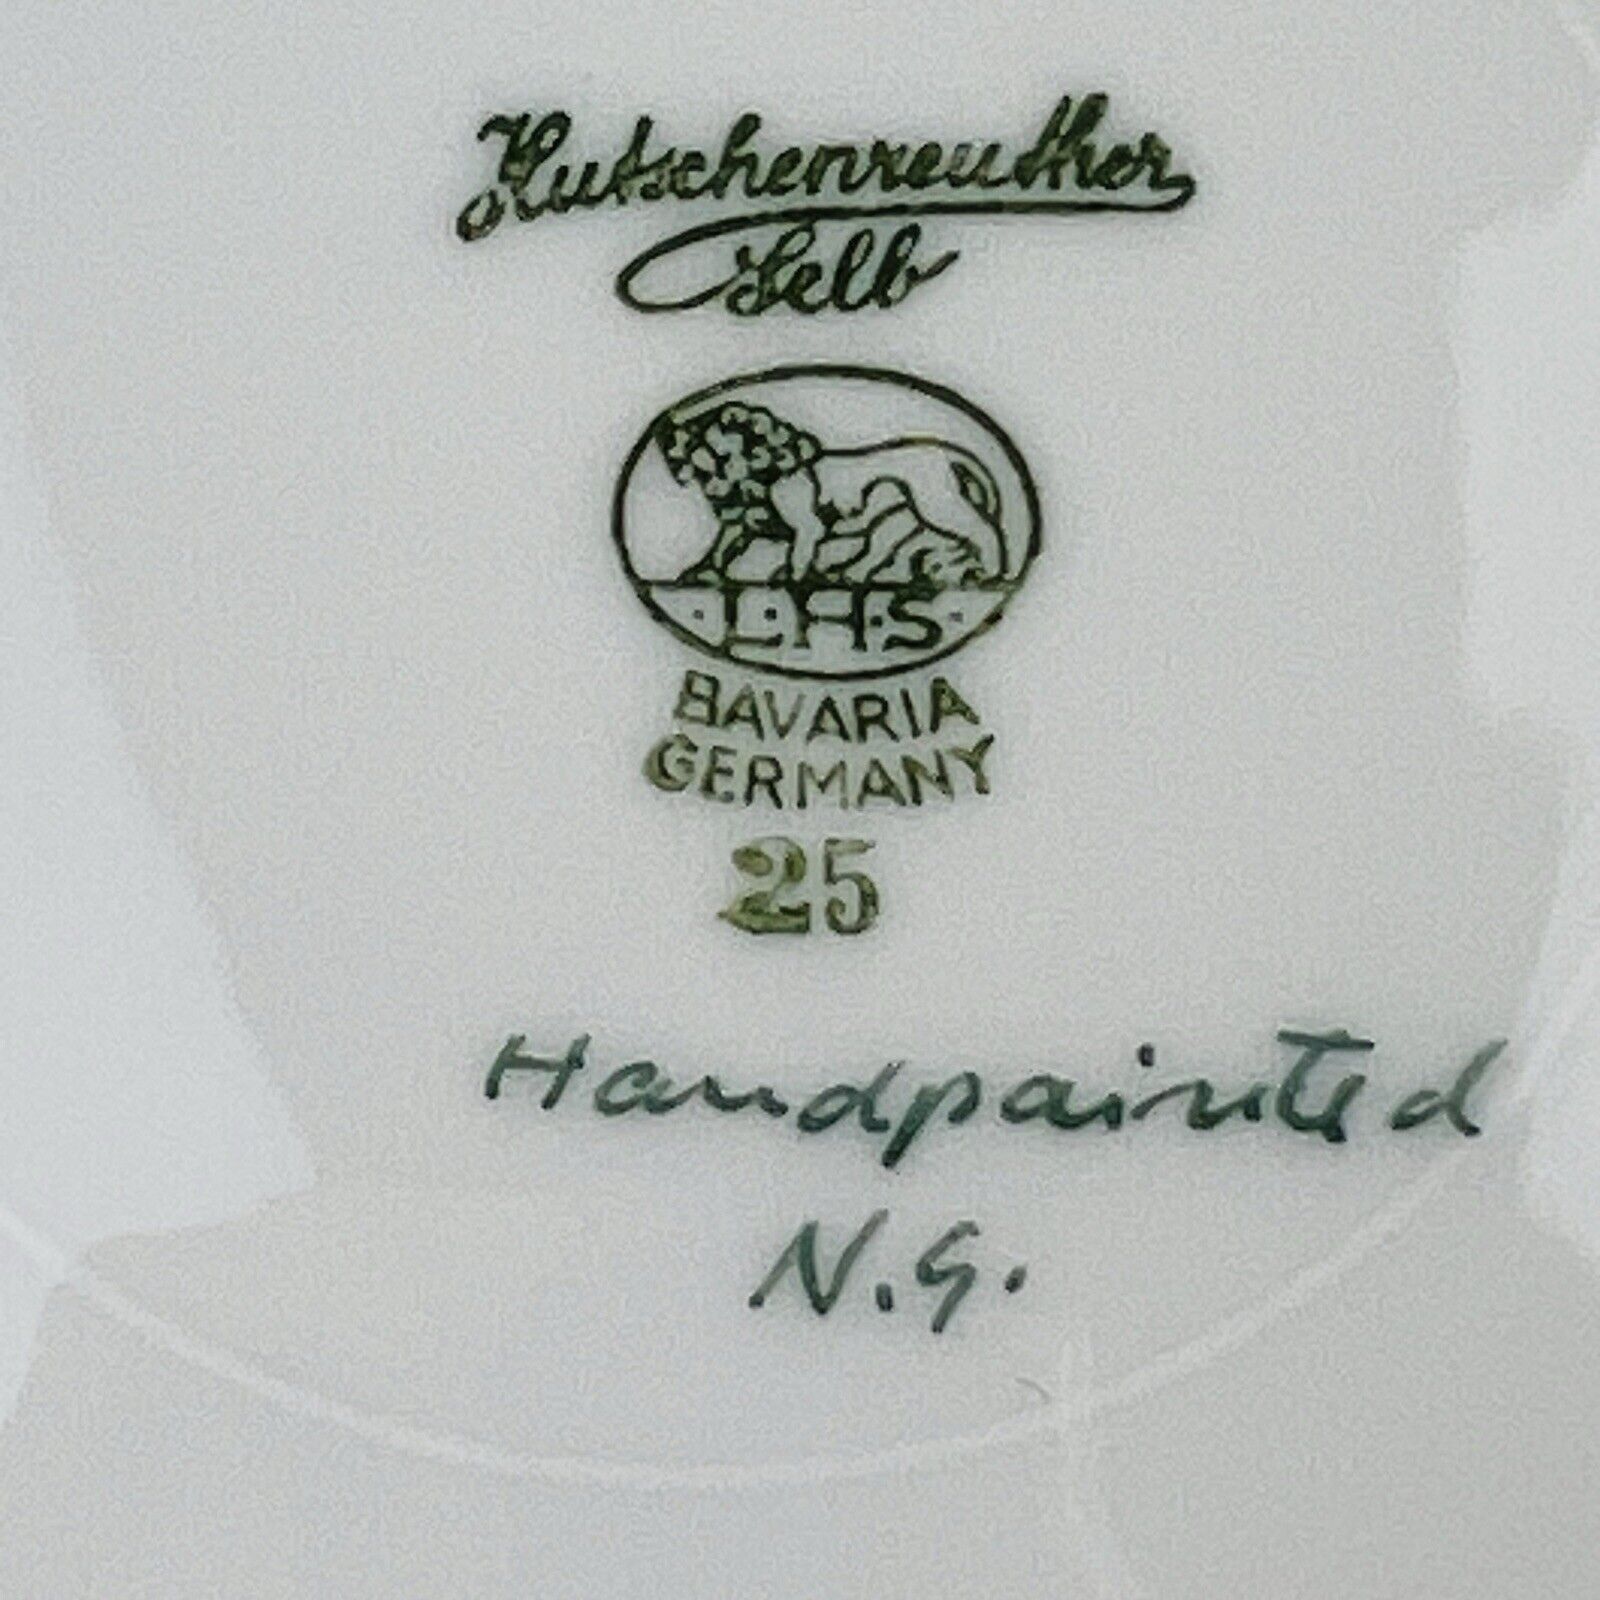 Hutschenreuther
Selb
·L·H·S·
BAVARIA
GERMANY
25
Handpainted
N.G.